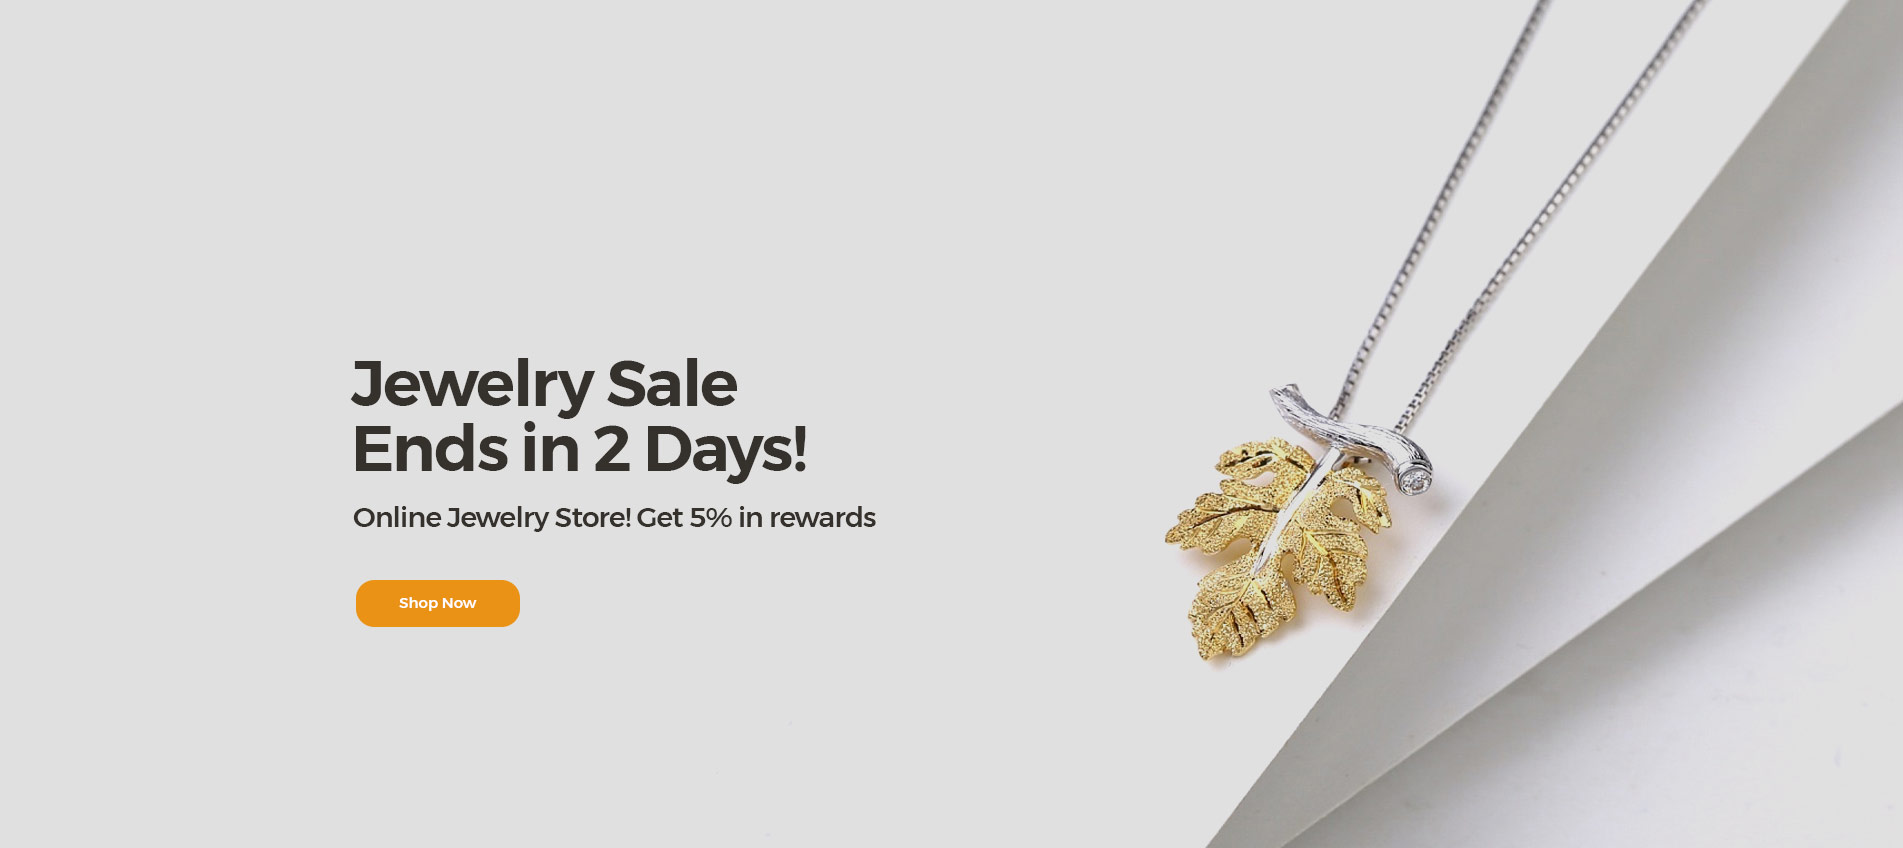 Jewelry Sale
Ends in 2 Days!
Online Jewelry Store! Get 5% in rewards
Shop Now